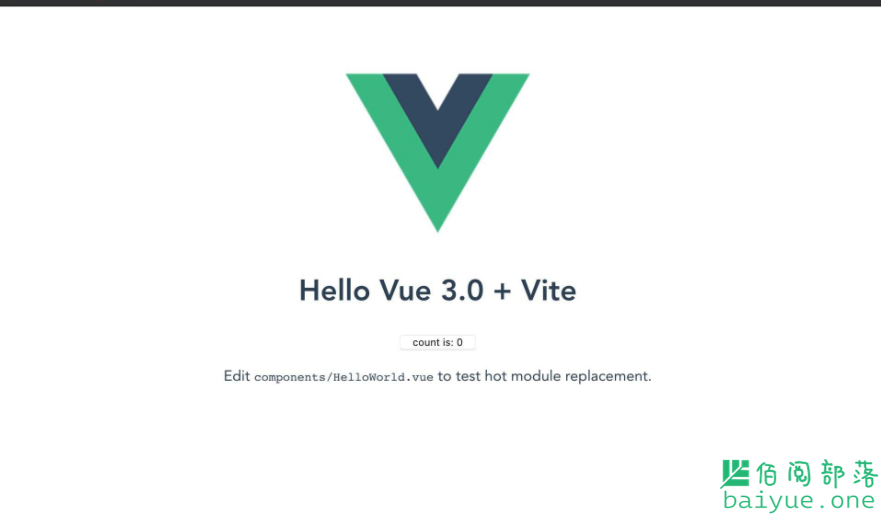 Hello Vue 3.0 + Vite
count is: 0
Edit components/HelloWorld.vue to test hot module replacement.
佰阅部落
baiyue.one